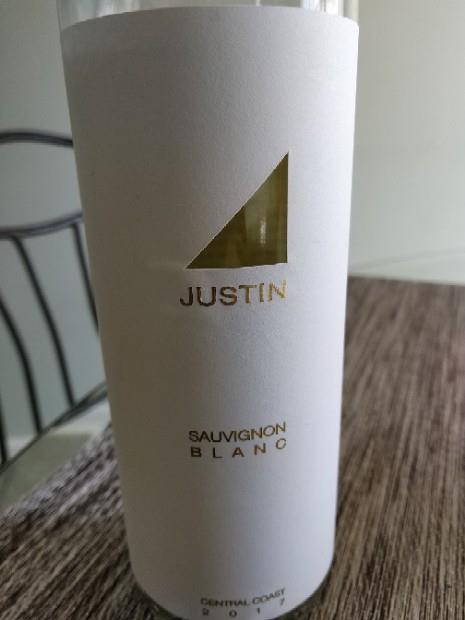 JUSTIN
SAUVIGNON
BLANC
CENTRAL COAST
2017